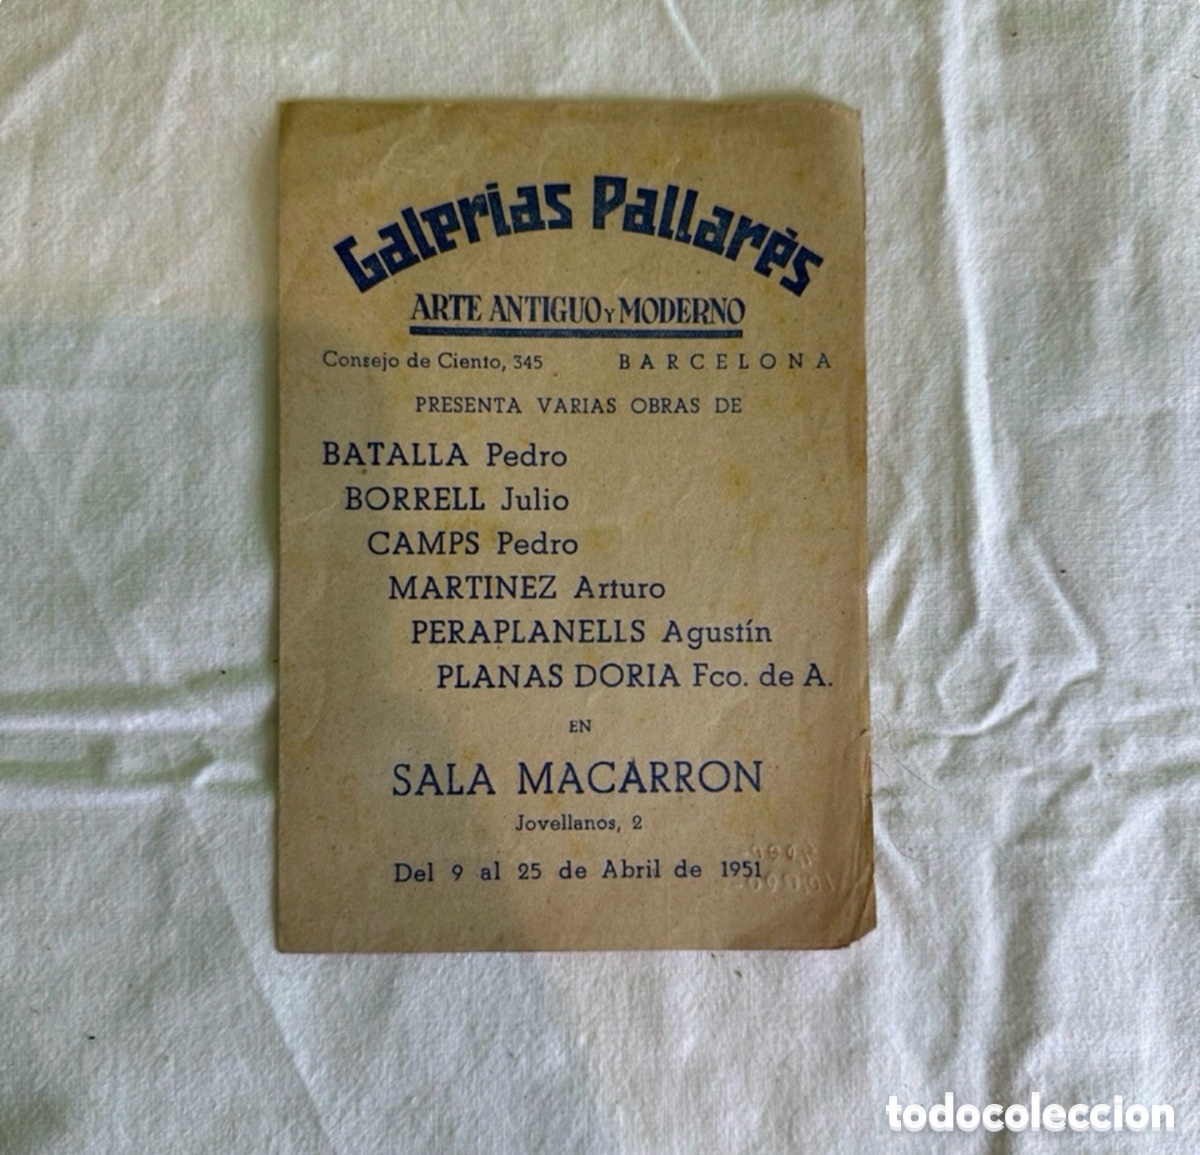 Galerias Pallarés
ARTE ANTIGUO Y MODERNO
Consejo de Ciento, 345 BARCELONA
PRESENTA VARIAS OBRAS DE
BATALLA Pedro
BORRELL Julio
CAMPS Pedro
MARTINEZ Arturo
PERAPLANELLS Agustín
PLANAS DORIA Fco. de A.
EN
SALA MACARRON
Jovellanos, 2
Del 9 al 25 de Abril de 1951
todocoleccion